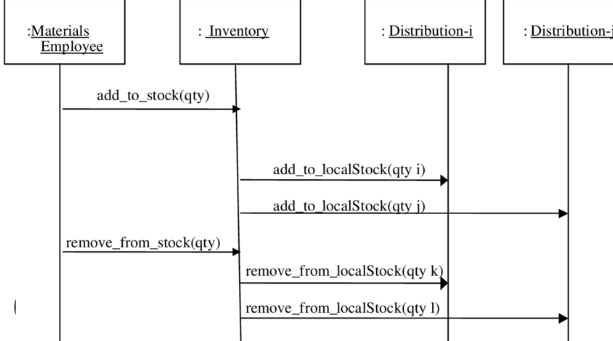 :Materials
Employee
: Inventory
: Distribution-i
: Distribution-j
add_to_stock(qty)
add_to_localStock(qty i)
add_to_localStock(qty j)
remove_from_stock(qty)
remove_from_localStock(qty k)
remove_from_localStock(qty l)
(